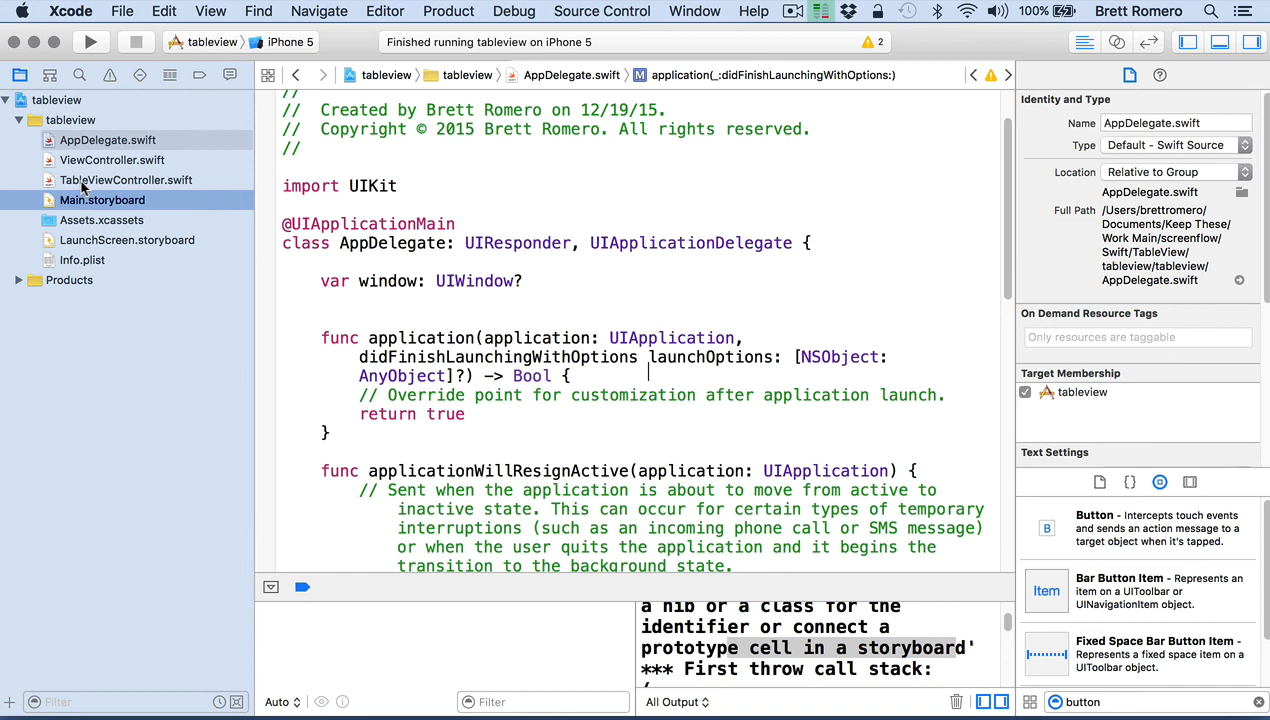 Xcode File Edit View Find Navigate Editor Product Debug Source Control Window Help 100% Brett Romero
tableview iPhone 5 Finished running tableview on iPhone 5 2
tableview tableview AppDelegate.swift M application(_:didFinishLaunchingWithOptions:)
tableview
tableview
AppDelegate.swift
ViewController.swift
TableViewController.swift
Main.storyboard
Assets.xcassets
LaunchScreen.storyboard
Info.plist
Products
Filter
//
// Created by Brett Romero on 12/19/15.
// Copyright © 2015 Brett Romero. All rights reserved.
//
import UIKit
@UIApplicationMain
class AppDelegate: UIResponder, UIApplicationDelegate {
var window: UIWindow?
func application(application: UIApplication,
didFinishLaunchingWithOptions launchOptions: [NSObject:
AnyObject]?) -> Bool {
// Override point for customization after application launch.
return true
}
func applicationWillResignActive(application: UIApplication) {
// Sent when the application is about to move from active to
inactive state. This can occur for certain types of temporary
interruptions (such as an incoming phone call or SMS message)
or when the user quits the application and it begins the
transition to the background state.
a nib or a class for the
identifier or connect a
prototype cell in a storyboard'
*** First throw call stack:
(
Auto Filter All Output
Identity and Type
Name AppDelegate.swift
Type Default - Swift Source
Location Relative to Group
AppDelegate.swift
Full Path /Users/brettromero/
Documents/Keep These/
Work Main/screenflow/
Swift/TableView/
tableview/tableview/
AppDelegate.swift
On Demand Resource Tags
Only resources are taggable
Target Membership
tableview
Text Settings
B
Button - Intercepts touch events
and sends an action message to a
target object when it's tapped.
Item
Bar Button Item - Represents an
item on a UIToolbar or
UINavigationItem object.
Fixed Space Bar Button Item -
Represents a fixed space item on a
UIToolbar object.
button